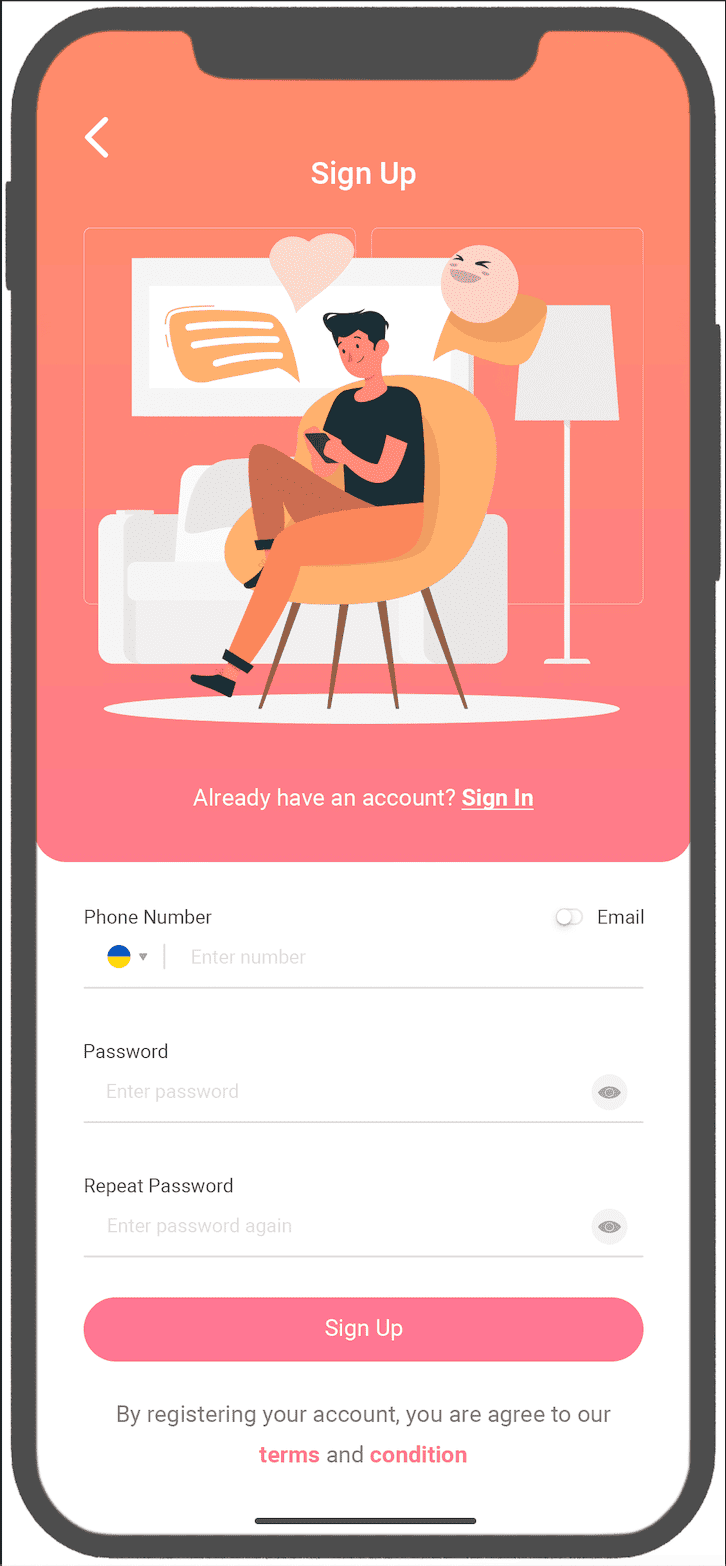 Sign Up
Already have an account? Sign In
Phone Number
Email
Enter number
Password
Enter password
Repeat Password
Enter password again
Sign Up
By registering your account, you are agree to our
terms and condition